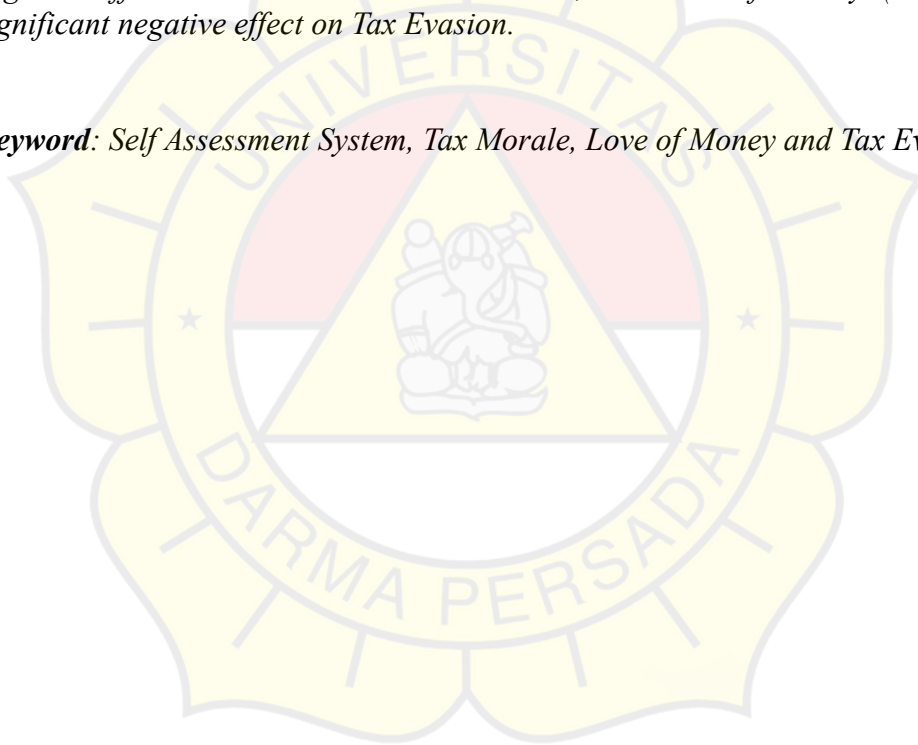 gnificant negative effect on Tax Evasion.
eyword: Self Assessment System, Tax Morale, Love of Money and Tax Ev
UNIVERSITAS
DARMA PERSADA